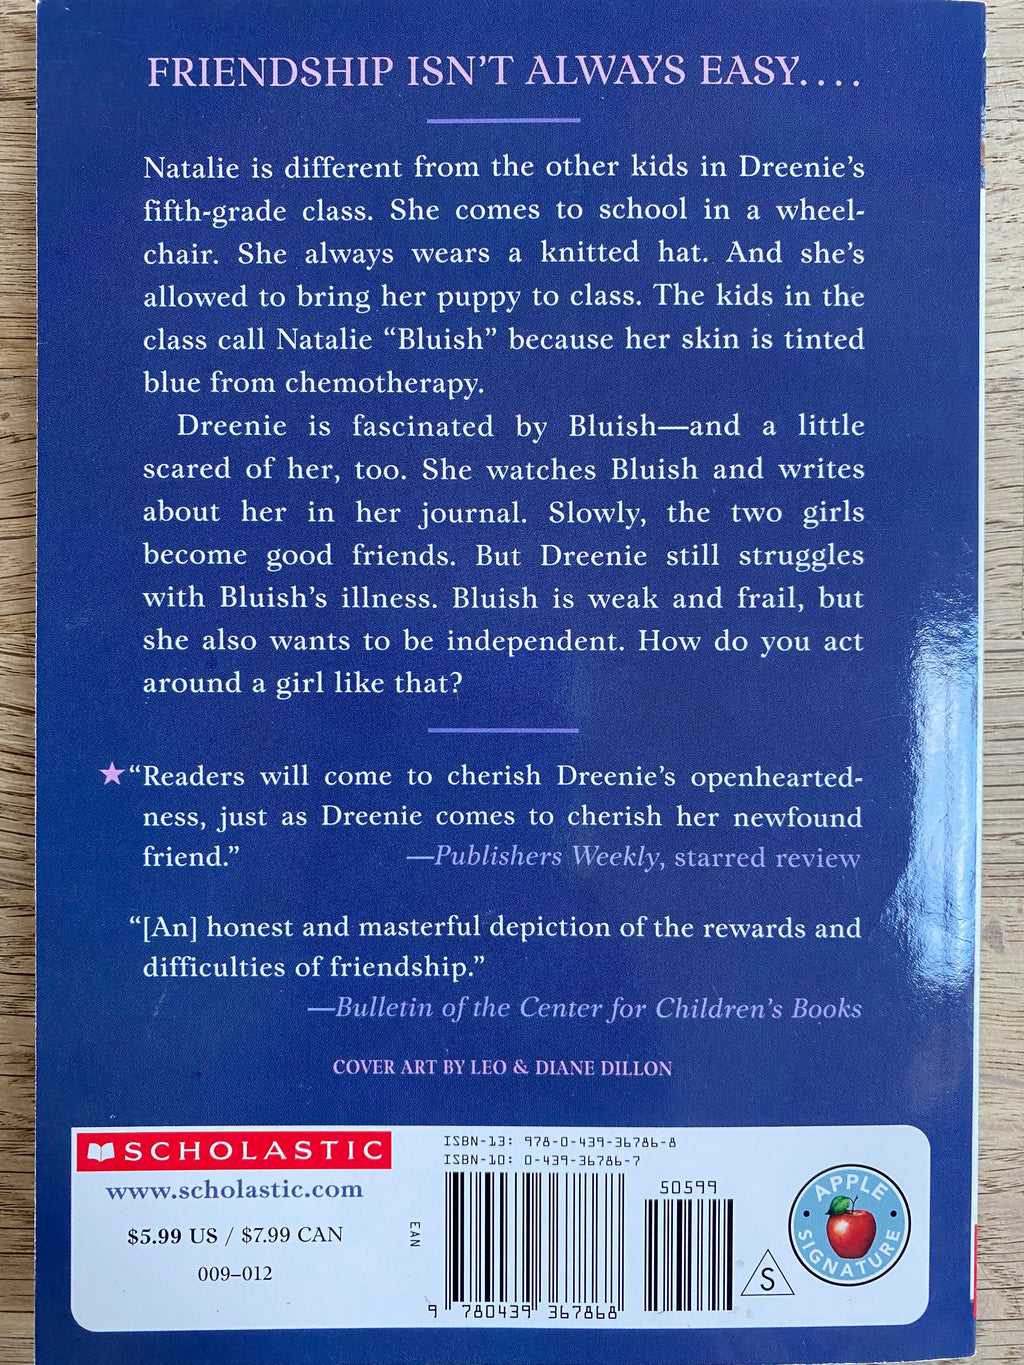 FRIENDSHIP ISN'T ALWAYS EASY....
Natalie is different from the other kids in Dreenie's
fifth-grade class. She comes to school in a wheel-
chair. She always wears a knitted hat. And she's
allowed to bring her puppy to class. The kids in the
class call Natalie “Bluish” because her skin is tinted
blue from chemotherapy.
Dreenie is fascinated by Bluish—and a little
scared of her, too. She watches Bluish and writes
about her in her journal. Slowly, the two girls
become good friends. But Dreenie still struggles
with Bluish's illness. Bluish is weak and frail, but
she also wants to be independent. How do you act
around a girl like that?
★ “Readers will come to cherish Dreenie's openhearted-
ness, just as Dreenie comes to cherish her newfound
friend.” —Publishers Weekly, starred review
“[An] honest and masterful depiction of the rewards and
difficulties of friendship.”
—Bulletin of the Center for Children's Books
COVER ART BY LEO & DIANE DILLON
SCHOLASTIC
www.scholastic.com
$5.99 US / $7.99 CAN
009–012
ISBN-13: 978-0-439-36786-8
ISBN-10: 0-439-36786-7
EAN
50599
9 780439 367868
S
APPLE
SIGNATURE